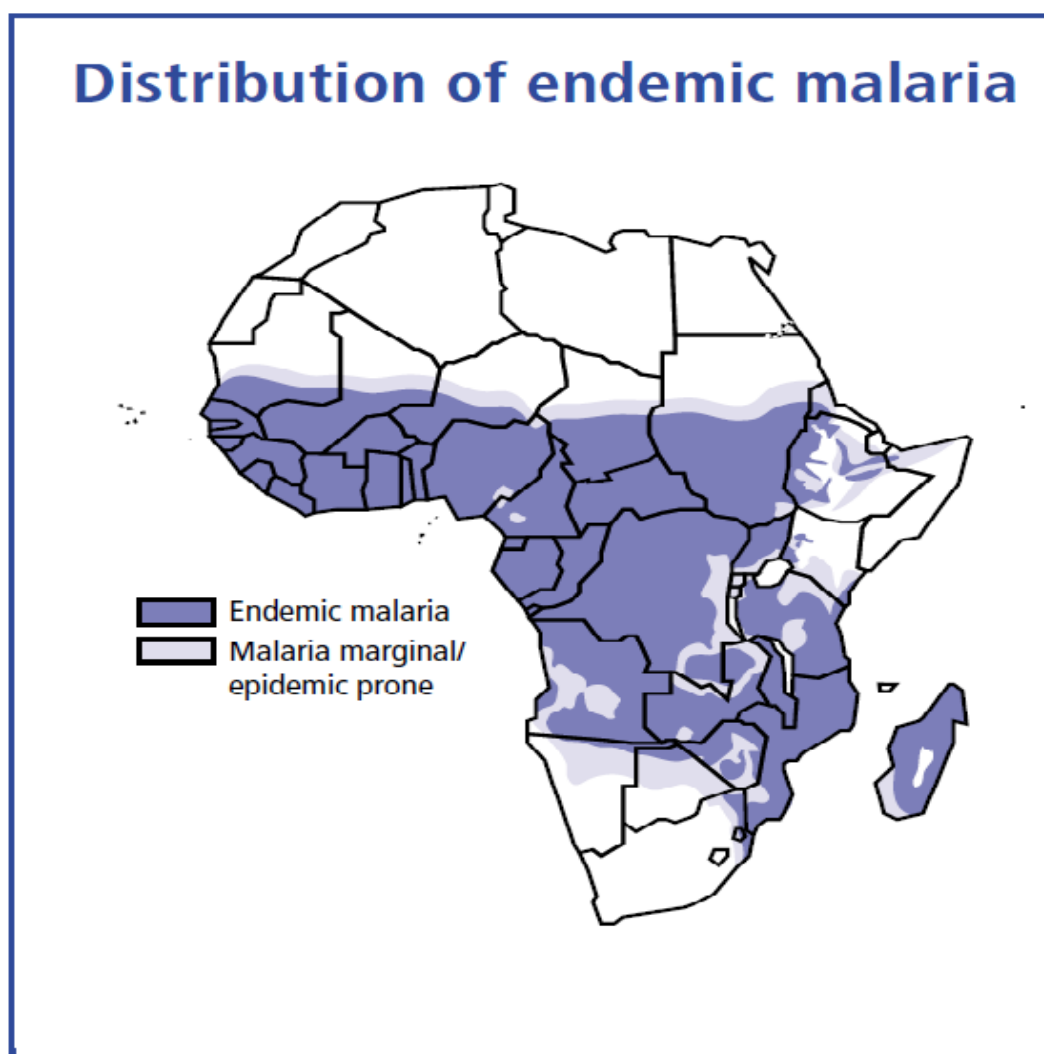 Distribution of endemic malaria
Endemic malaria
Malaria marginal/
epidemic prone